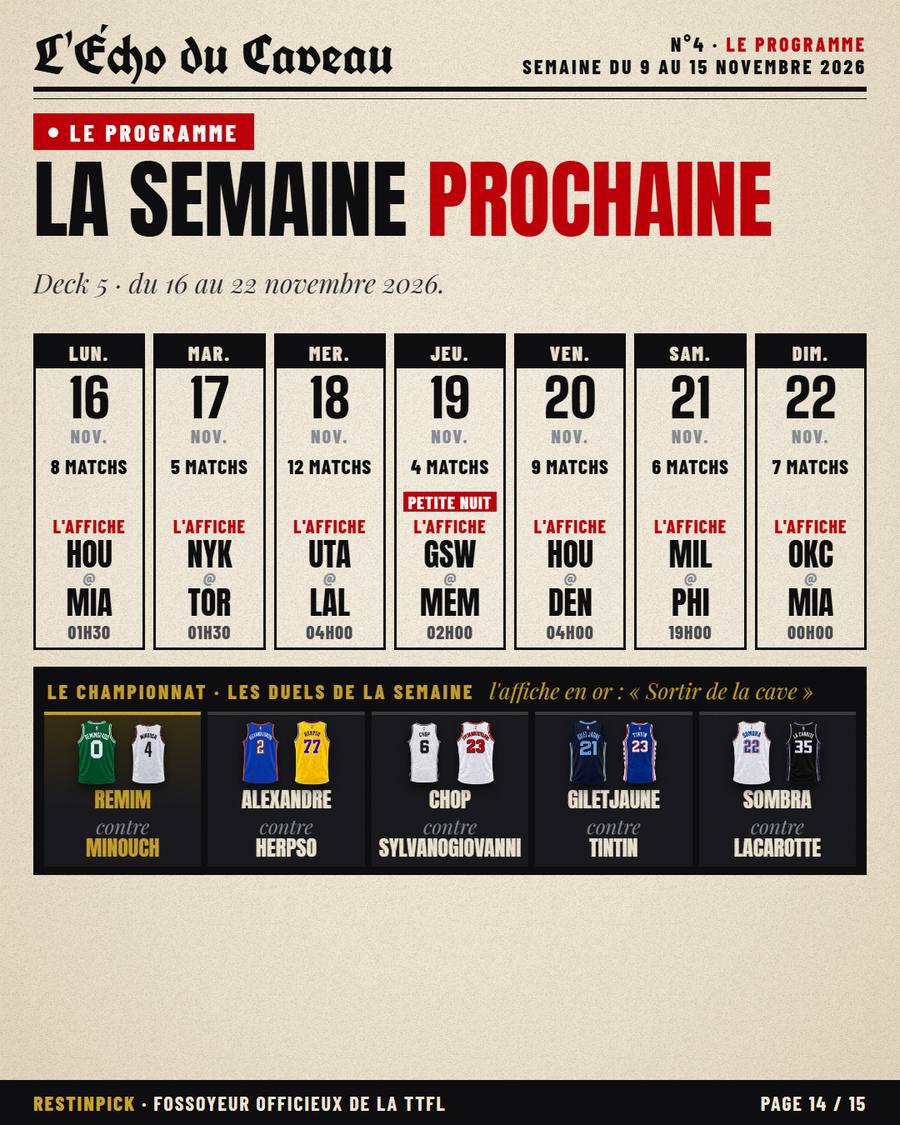 L'Écho du Caveau
N°4 · LE PROGRAMME
SEMAINE DU 9 AU 15 NOVEMBRE 2026
• LE PROGRAMME
LA SEMAINE PROCHAINE
Deck 5 · du 16 au 22 novembre 2026.
LUN. MAR. MER. JEU. VEN. SAM. DIM.
16 17 18 19 20 21 22
NOV. NOV. NOV. NOV. NOV. NOV. NOV.
8 MATCHS 5 MATCHS 12 MATCHS 4 MATCHS 9 MATCHS 6 MATCHS 7 MATCHS
PETITE NUIT
L'AFFICHE L'AFFICHE L'AFFICHE L'AFFICHE L'AFFICHE L'AFFICHE L'AFFICHE
HOU NYK UTA GSW HOU MIL OKC
@ @ @ @ @ @ @
MIA TOR LAL MEM DEN PHI MIA
01H30 01H30 04H00 02H00 04H00 19H00 00H00
LE CHAMPIONNAT · LES DUELS DE LA SEMAINE l'affiche en or : « Sortir de la cave »
MINOUCH CHOP GILET JAUNE TINTIN SOMBRA
0 4 2 77 6 23 21 23 22 35
REMIM ALEXANDRE CHOP GILETJAUNE SOMBRA
contre contre contre contre contre
MINOUCH HERPSO SYLVANOGIOVANNI TINTIN LACAROTTE
RESTINPICK · FOSSOYEUR OFFICIEUX DE LA TTFL
PAGE 14 / 15